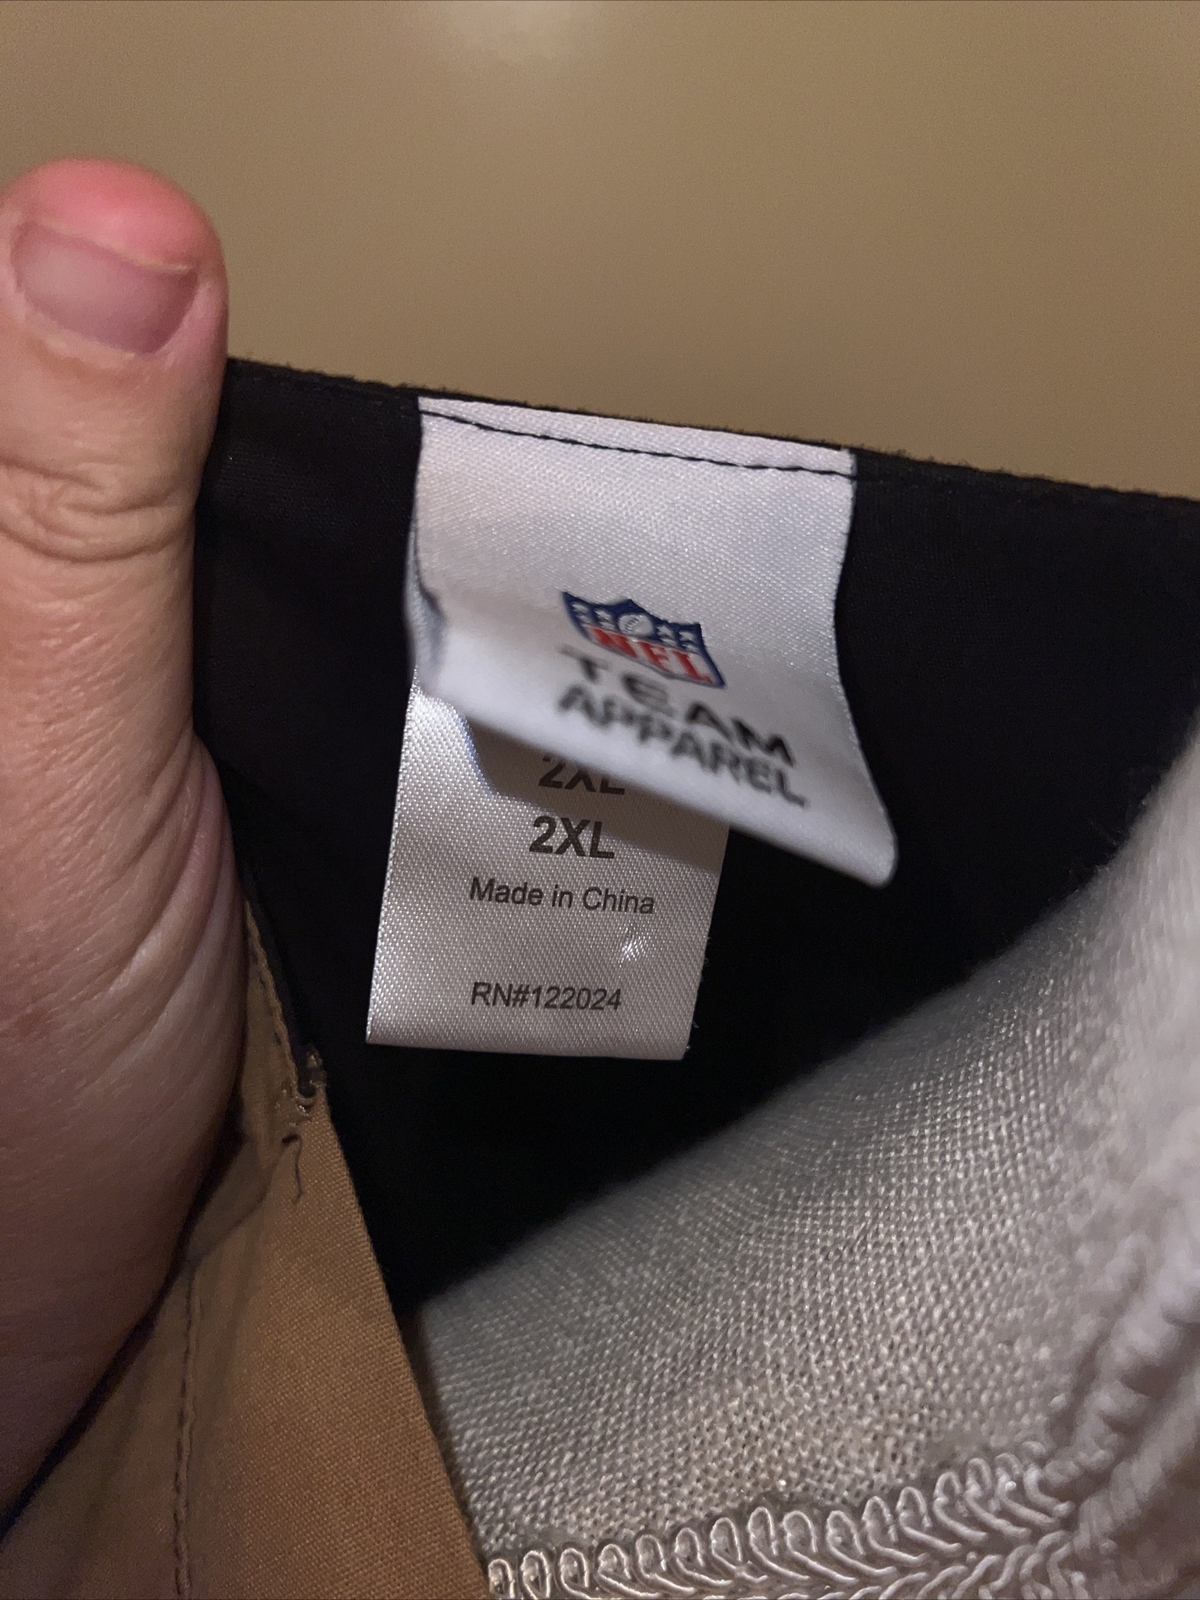 NFL
TEAM
APPAREL
2XL
2XL
Made in China
RN#122024